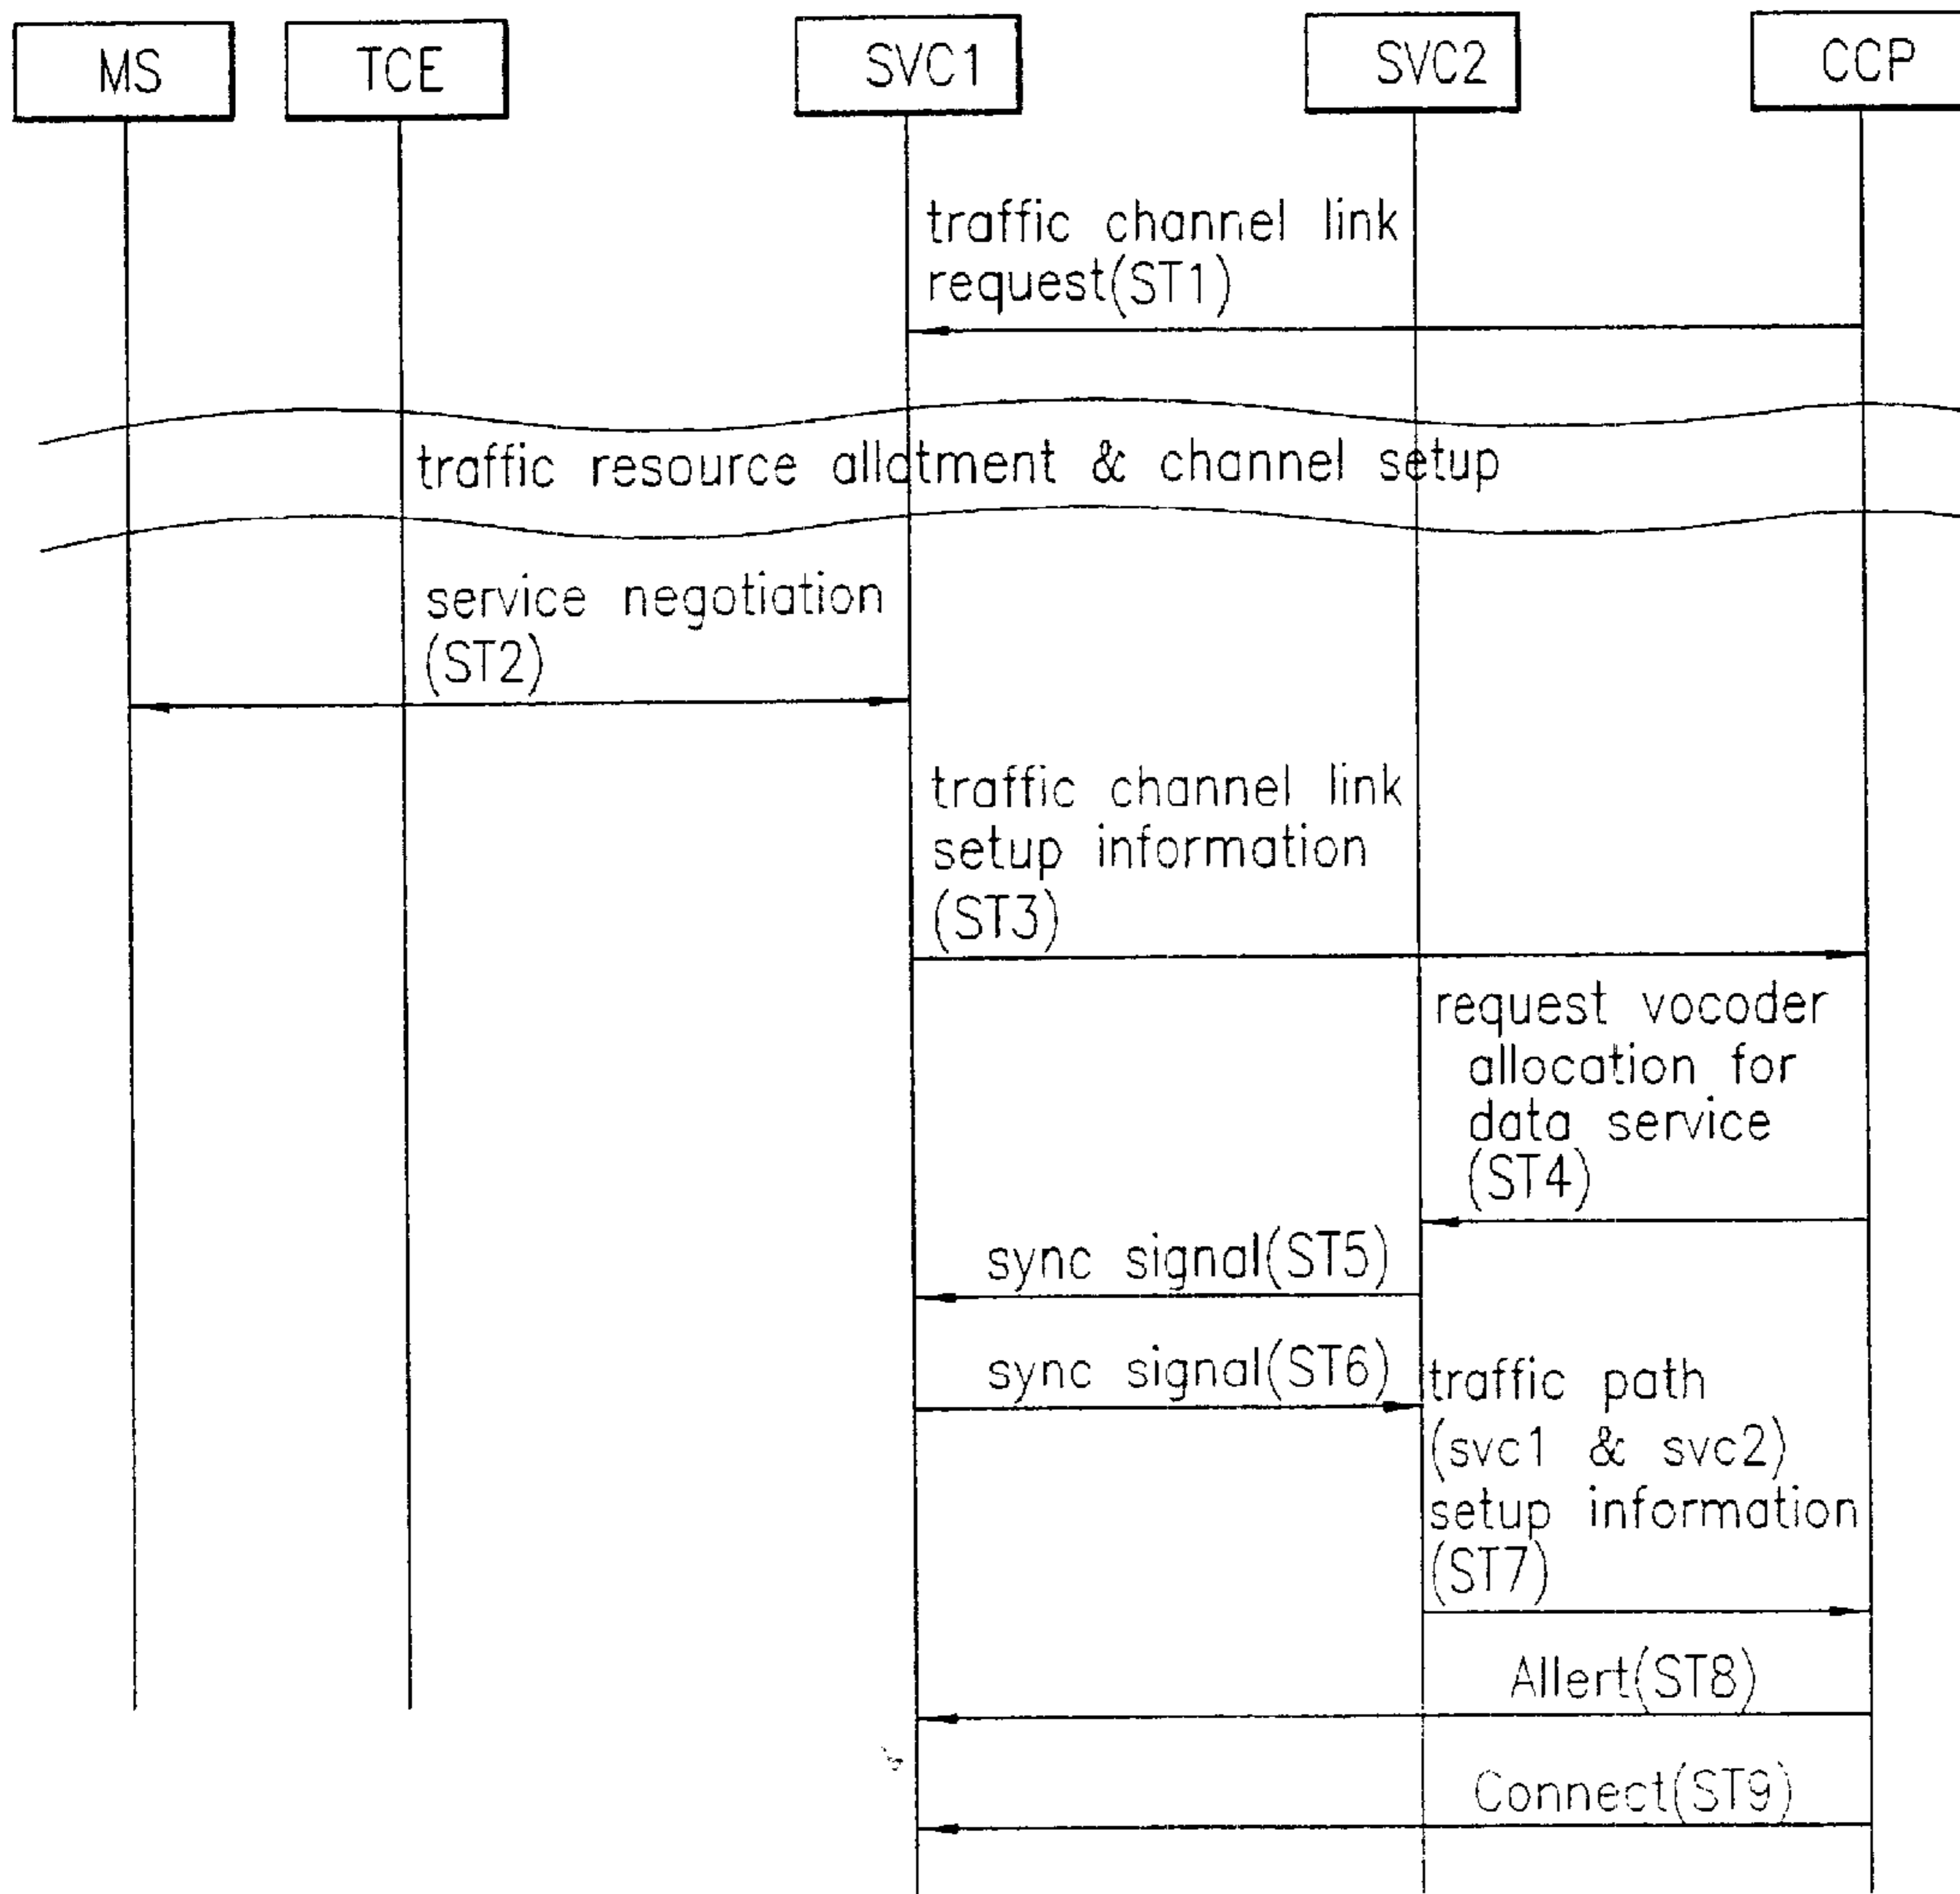 MS
TCE
SVC1
SVC2
CCP
traffic channel link
request(ST1)
traffic resource allotment & channel setup
service negotiation
(ST2)
traffic channel link
setup information
(ST3)
request vocoder
allocation for
data service
(ST4)
sync signal(ST5)
sync signal(ST6)
traffic path
(svc1 & svc2)
setup information
(ST7)
Allert(ST8)
Connect(ST9)